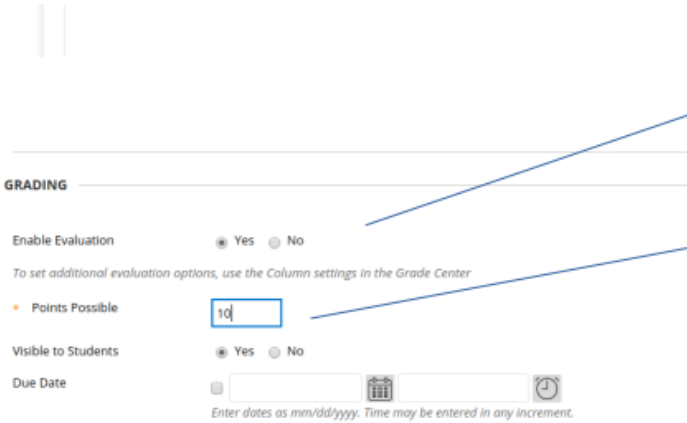 GRADING
Enable Evaluation Yes No
To set additional evaluation options, use the Column settings in the Grade Center
* Points Possible 10
Visible to Students Yes No
Due Date
Enter dates as mm/dd/yyyy. Time may be entered in any increment.